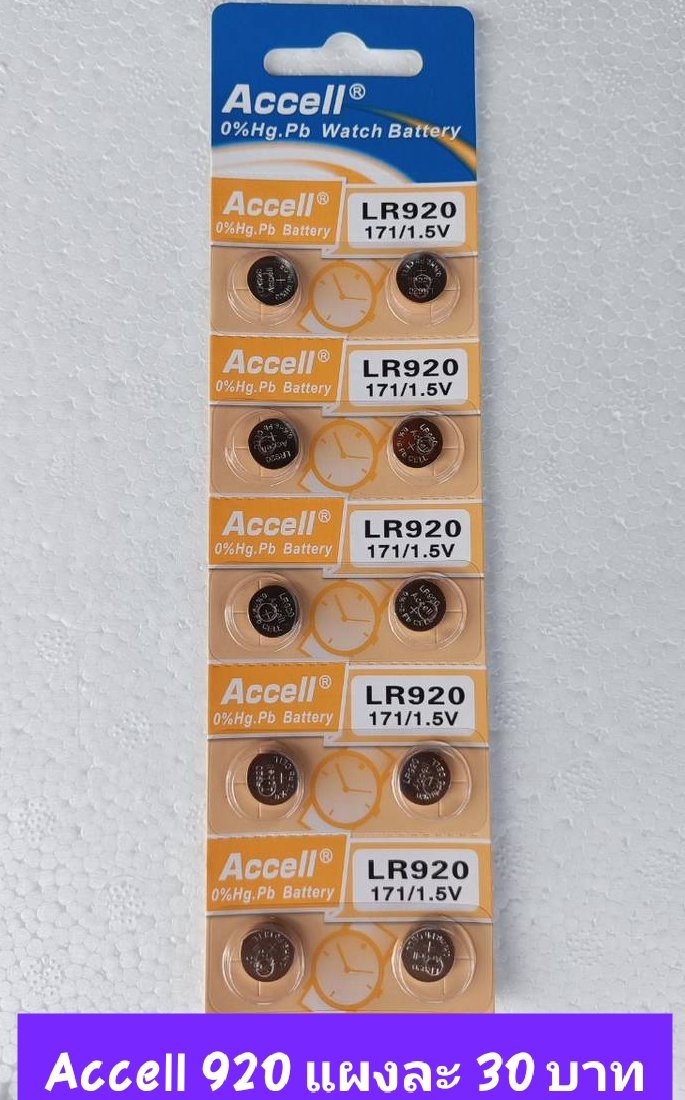 Accell®
0%Hg.Pb Watch Battery
Accell®
0%Hg.Pb Battery
LR920
171/1.5V
Accell®
0%Hg.Pb Battery
LR920
171/1.5V
Accell®
0%Hg.Pb Battery
LR920
171/1.5V
Accell®
0%Hg.Pb Battery
LR920
171/1.5V
Accell®
0%Hg.Pb Battery
LR920
171/1.5V
Accell 920 แผงละ 30 บาท